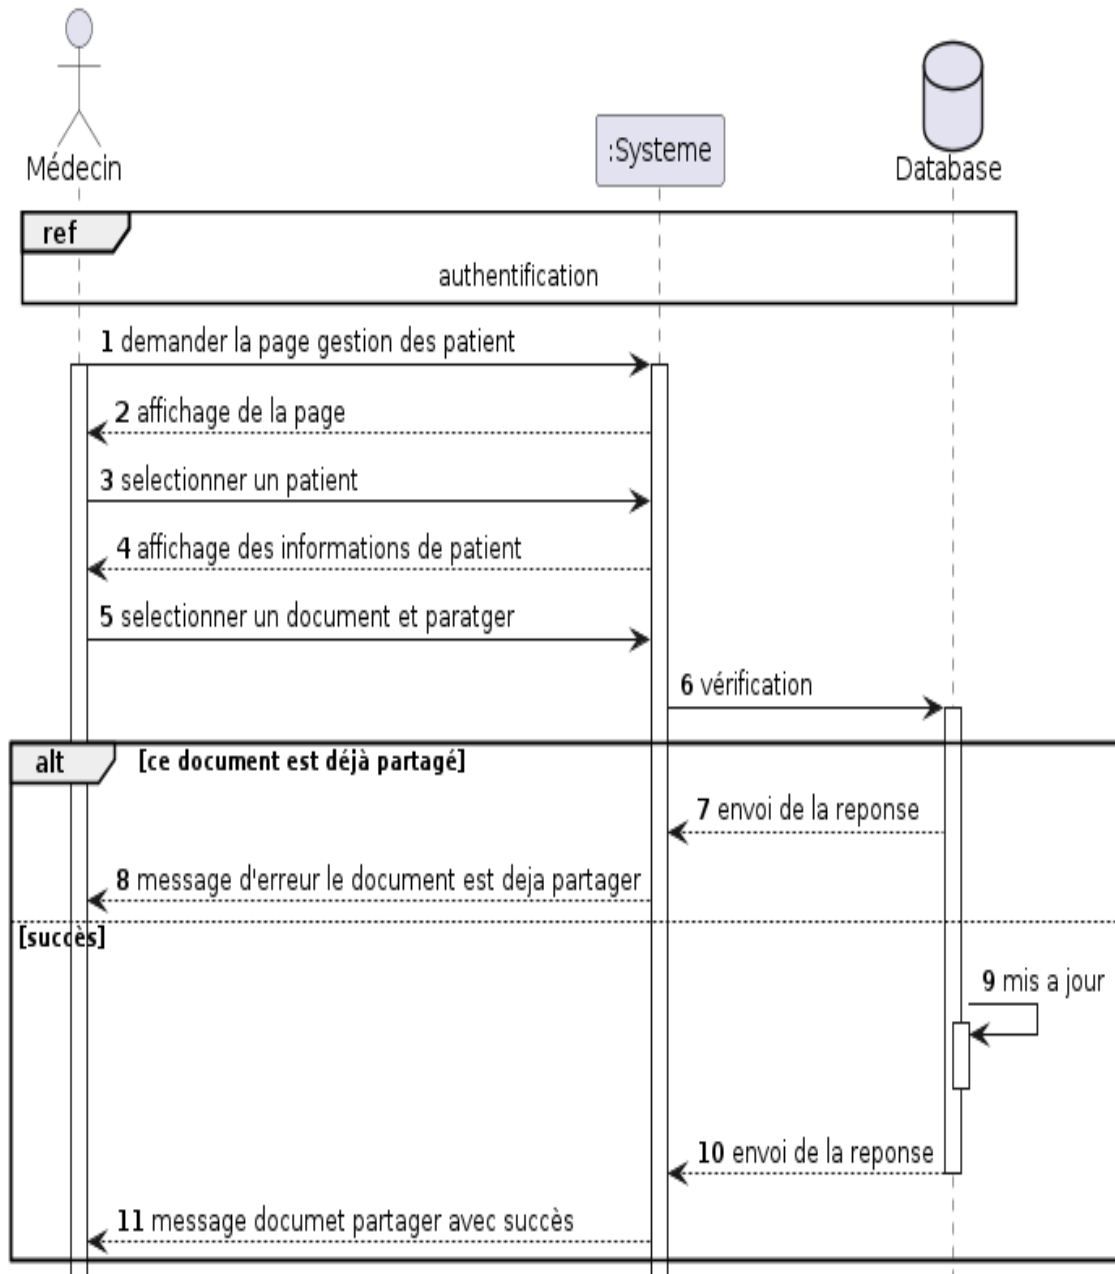 Médecin
:Systeme
Database
ref
authentification
1 demander la page gestion des patient
2 affichage de la page
3 selectionner un patient
4 affichage des informations de patient
5 selectionner un document et paratger
6 vérification
alt [ce document est déjà partagé]
7 envoi de la reponse
8 message d'erreur le document est deja partager
[succès]
9 mis a jour
10 envoi de la reponse
11 message documet partager avec succès